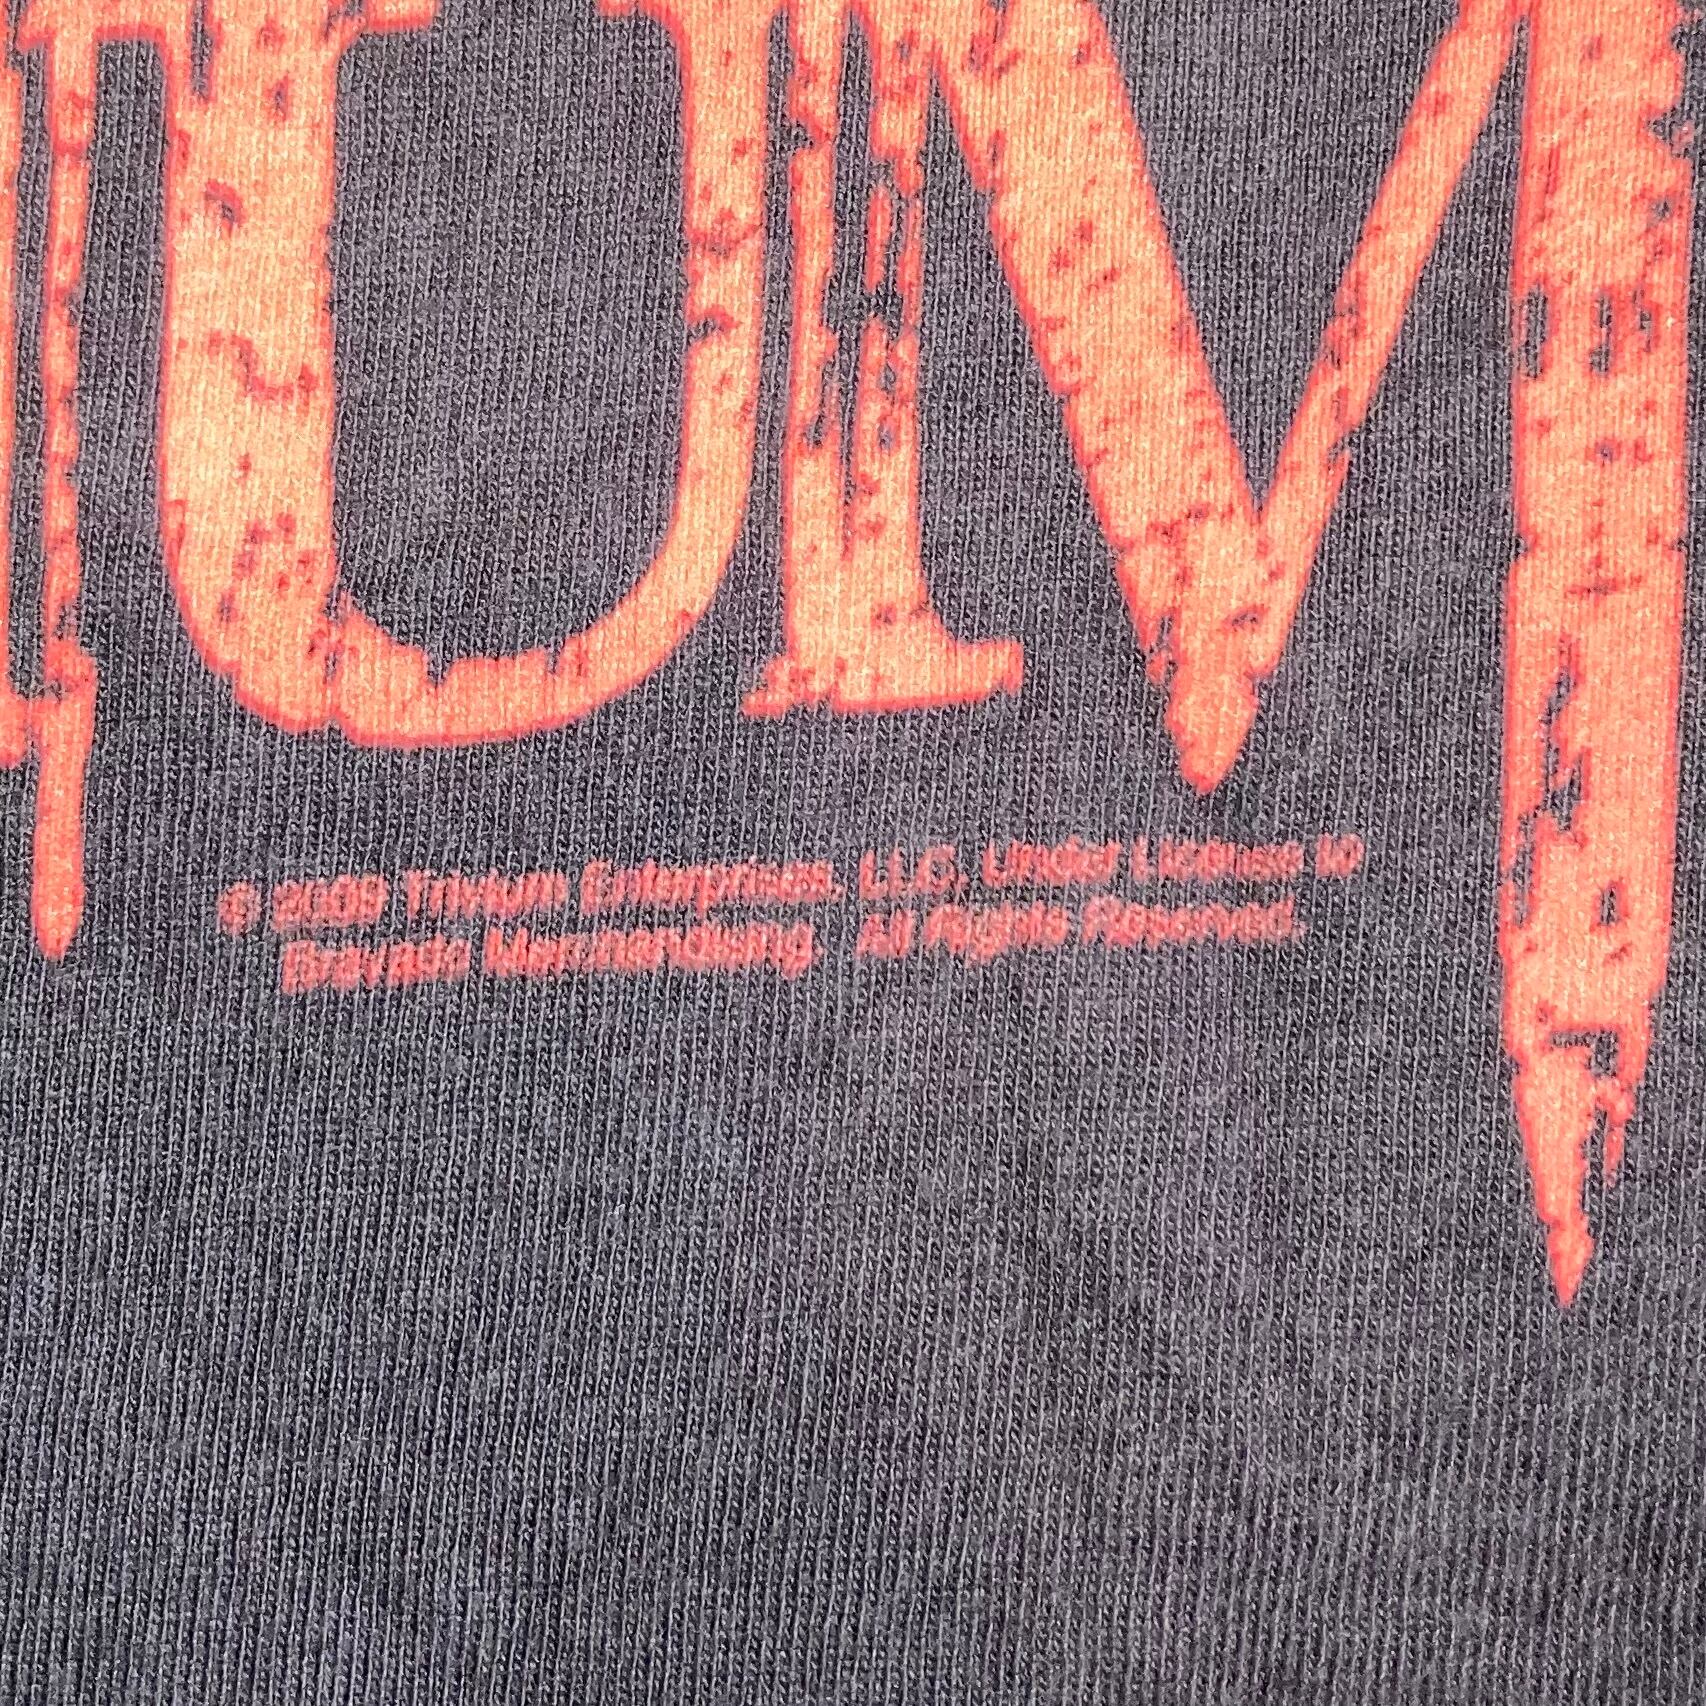 UM
© Trivium Enterprises, LLC. Under License to
Bravado Merchandising. All Rights Reserved.